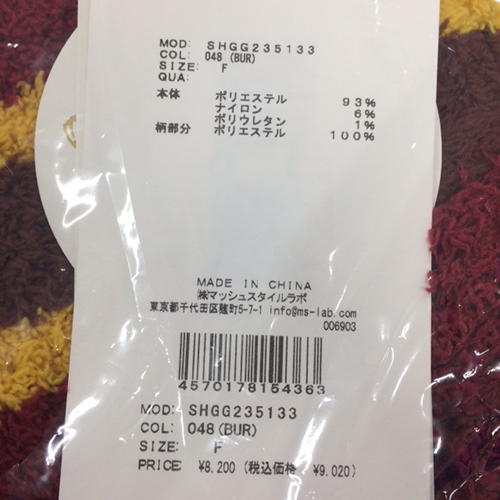 MOD: SHGG235133
COL: 048 (BUR)
SIZE: F
QUA:
本体 ポリエステル 93%
ナイロン 6%
ポリウレタン 1%
柄部分 ポリエステル 100%
MADE IN CHINA
㈱マッシュスタイルラボ
東京都千代田区麹町5-7-1 info@ms-lab.com
006903
4570178154363
MOD: SHGG235133
COL: 048 (BUR)
SIZE: F
PRICE ¥8,200 (税込価格 ¥9,020)